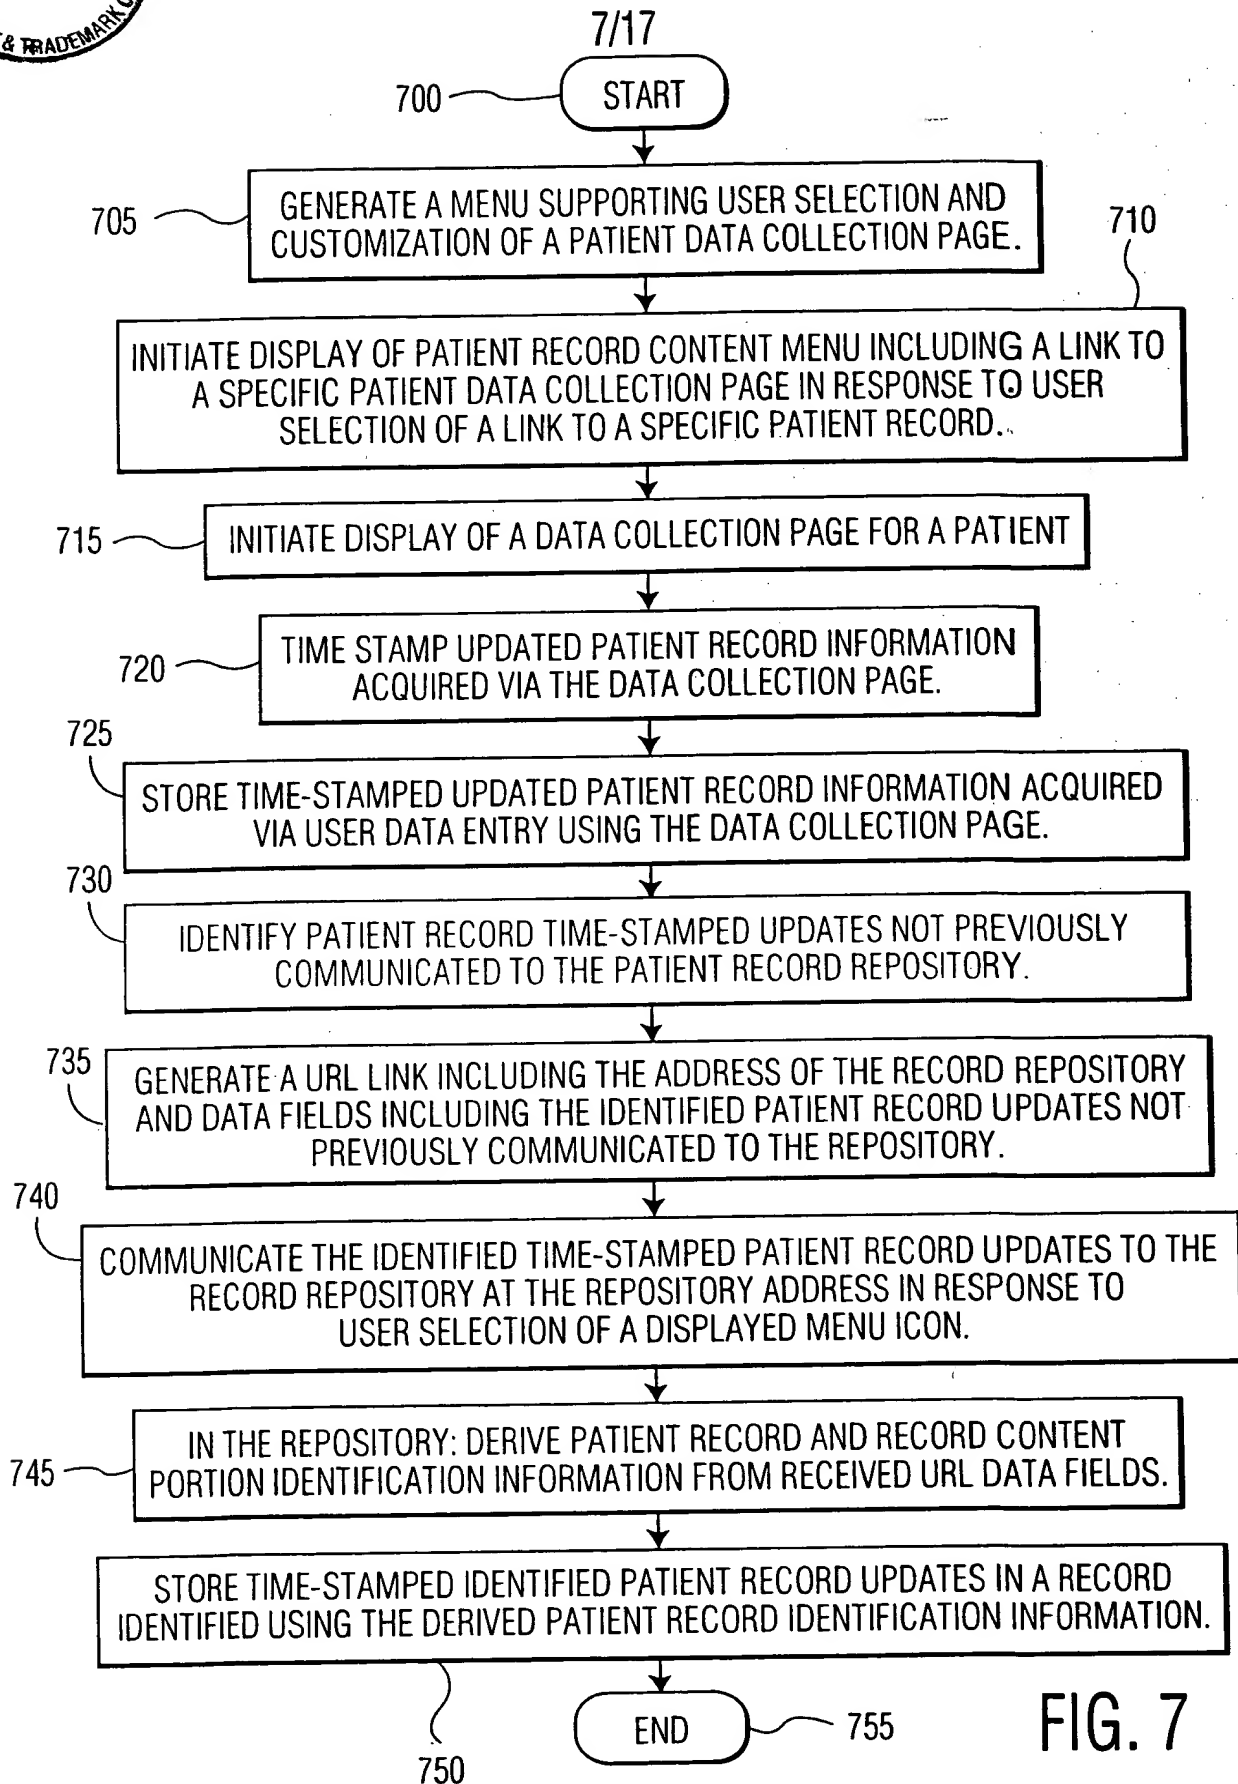 & TRADEMARK
7/17
700
START
705
GENERATE A MENU SUPPORTING USER SELECTION AND
CUSTOMIZATION OF A PATIENT DATA COLLECTION PAGE.
710
INITIATE DISPLAY OF PATIENT RECORD CONTENT MENU INCLUDING A LINK TO
A SPECIFIC PATIENT DATA COLLECTION PAGE IN RESPONSE TO USER
SELECTION OF A LINK TO A SPECIFIC PATIENT RECORD.
715
INITIATE DISPLAY OF A DATA COLLECTION PAGE FOR A PATIENT
720
TIME STAMP UPDATED PATIENT RECORD INFORMATION
ACQUIRED VIA THE DATA COLLECTION PAGE.
725
STORE TIME-STAMPED UPDATED PATIENT RECORD INFORMATION ACQUIRED
VIA USER DATA ENTRY USING THE DATA COLLECTION PAGE.
730
IDENTIFY PATIENT RECORD TIME-STAMPED UPDATES NOT PREVIOUSLY
COMMUNICATED TO THE PATIENT RECORD REPOSITORY.
735
GENERATE A URL LINK INCLUDING THE ADDRESS OF THE RECORD REPOSITORY
AND DATA FIELDS INCLUDING THE IDENTIFIED PATIENT RECORD UPDATES NOT
PREVIOUSLY COMMUNICATED TO THE REPOSITORY.
740
COMMUNICATE THE IDENTIFIED TIME-STAMPED PATIENT RECORD UPDATES TO THE
RECORD REPOSITORY AT THE REPOSITORY ADDRESS IN RESPONSE TO
USER SELECTION OF A DISPLAYED MENU ICON.
745
IN THE REPOSITORY: DERIVE PATIENT RECORD AND RECORD CONTENT
PORTION IDENTIFICATION INFORMATION FROM RECEIVED URL DATA FIELDS.
STORE TIME-STAMPED IDENTIFIED PATIENT RECORD UPDATES IN A RECORD
IDENTIFIED USING THE DERIVED PATIENT RECORD IDENTIFICATION INFORMATION.
750
END
755
FIG. 7